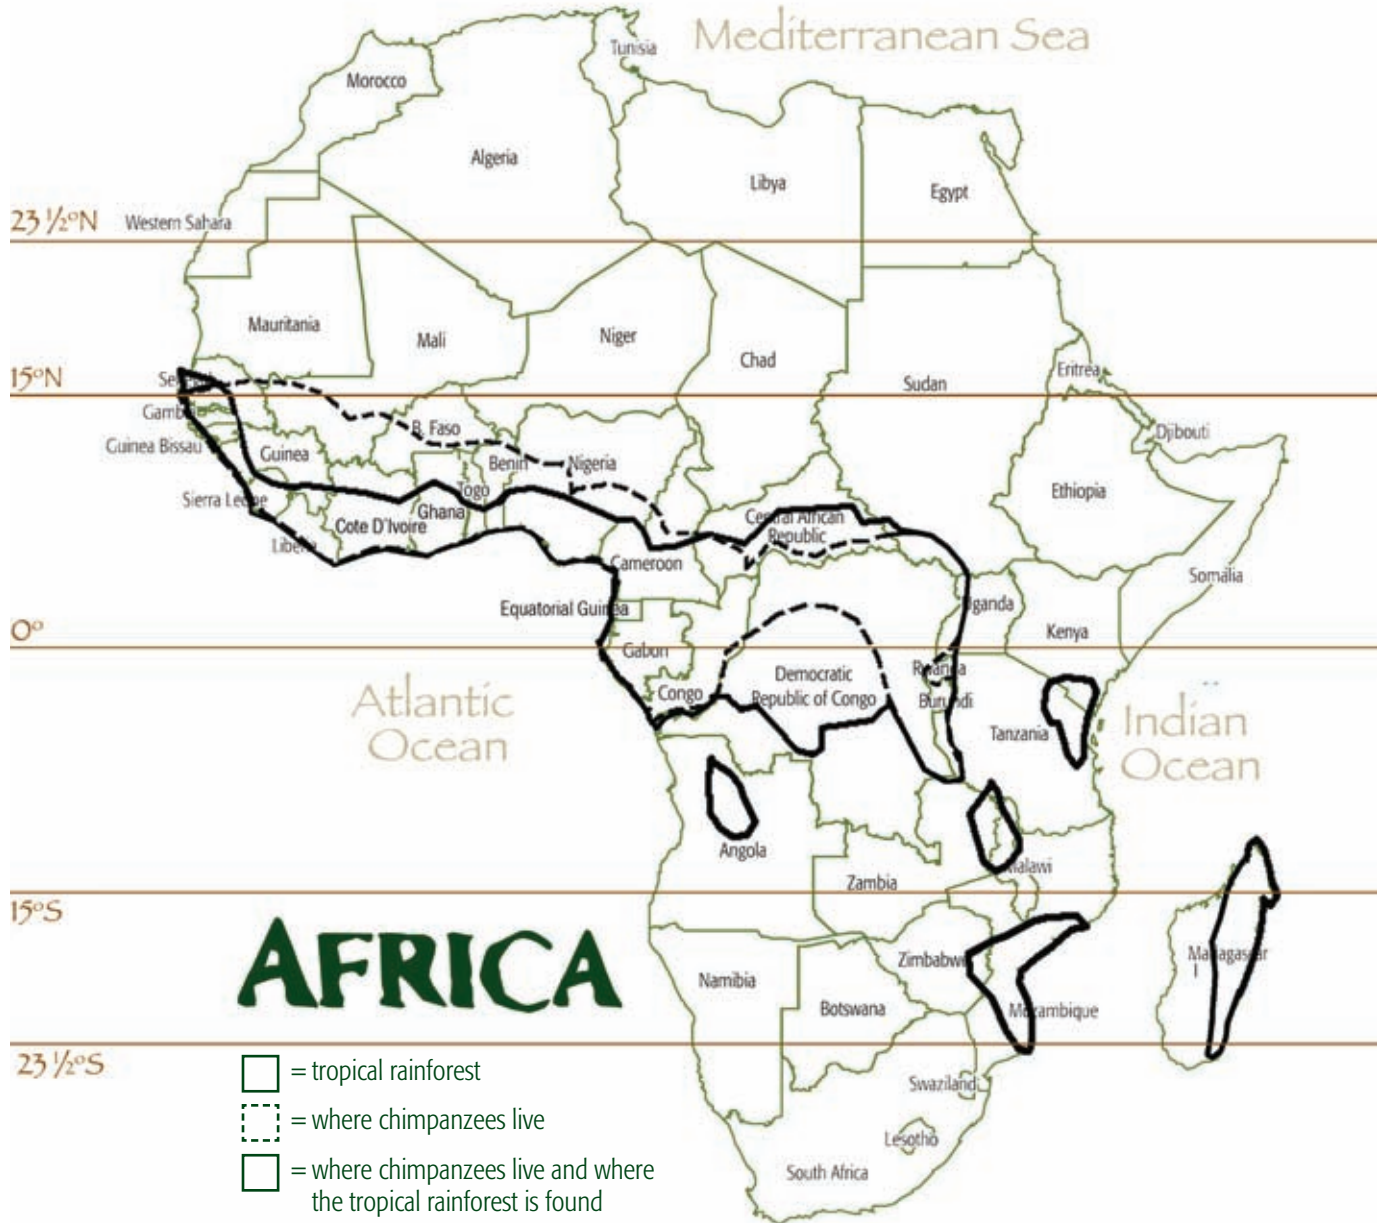 Mediterranean Sea
Tunisia
Morocco
Algeria
Libya
Egypt
23 ½°N
Western Sahara
Mauritania
Mali
Niger
Chad
Sudan
Eritrea
15°N
Senegal
Gambia
Djibouti
B. Faso
Guinea Bissau
Guinea
Benin
Nigeria
Ethiopia
Togo
Sierra Leone
Ghana
Central African
Republic
Cote D'Ivoire
Liberia
Cameroon
Somalia
Equatorial Guinea
Uganda
Kenya
0°
Gabon
Rwanda
Democratic
Republic of Congo
Congo
Burundi
Atlantic
Ocean
Tanzania
Indian
Ocean
Angola
Malawi
Zambia
15°S
AFRICA
Zimbabwe
Madagascar
Namibia
Botswana
Mozambique
23 ½°S
= tropical rainforest
Swaziland
= where chimpanzees live
Lesotho
= where chimpanzees live and where
the tropical rainforest is found
South Africa